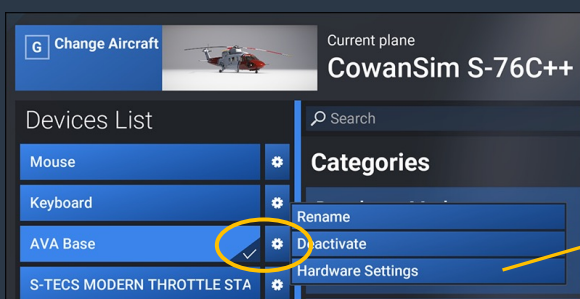 G Change Aircraft
Current plane
CowanSim S-76C++
Devices List
Search
Mouse
Categories
Keyboard
Rename
AVA Base
Deactivate
Hardware Settings
S-TECS MODERN THROTTLE STA